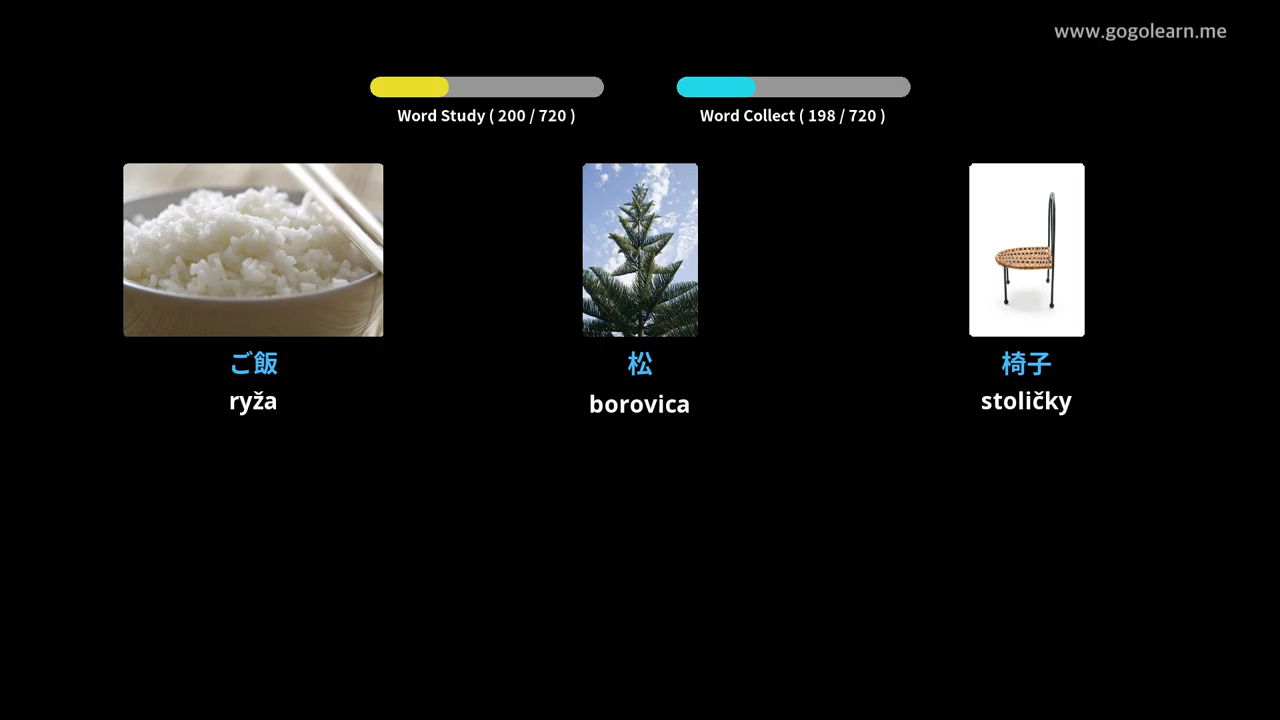 www.gogolearn.me
Word Study ( 200 / 720 )
Word Collect ( 198 / 720 )
ご飯
松
椅子
ryža
borovica
stoličky